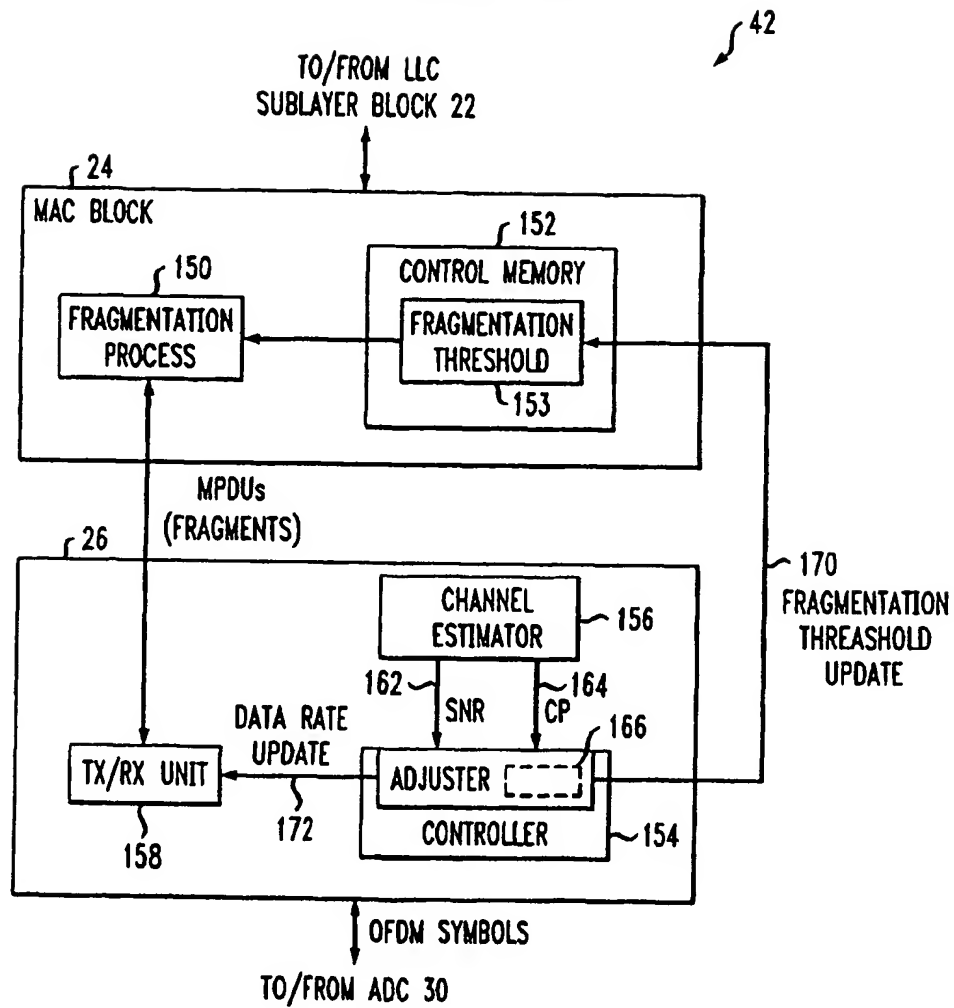 42
TO/FROM LLC
SUBLAYER BLOCK 22
24
MAC BLOCK
150
FRAGMENTATION
PROCESS
152
CONTROL MEMORY
FRAGMENTATION
THRESHOLD
153
MPDUs
(FRAGMENTS)
26
170
FRAGMENTATION
THREASHOLD
UPDATE
CHANNEL
ESTIMATOR
156
162
SNR
164
CP
DATA RATE
UPDATE
172
166
TX/RX UNIT
158
ADJUSTER
CONTROLLER
154
OFDM SYMBOLS
TO/FROM ADC 30